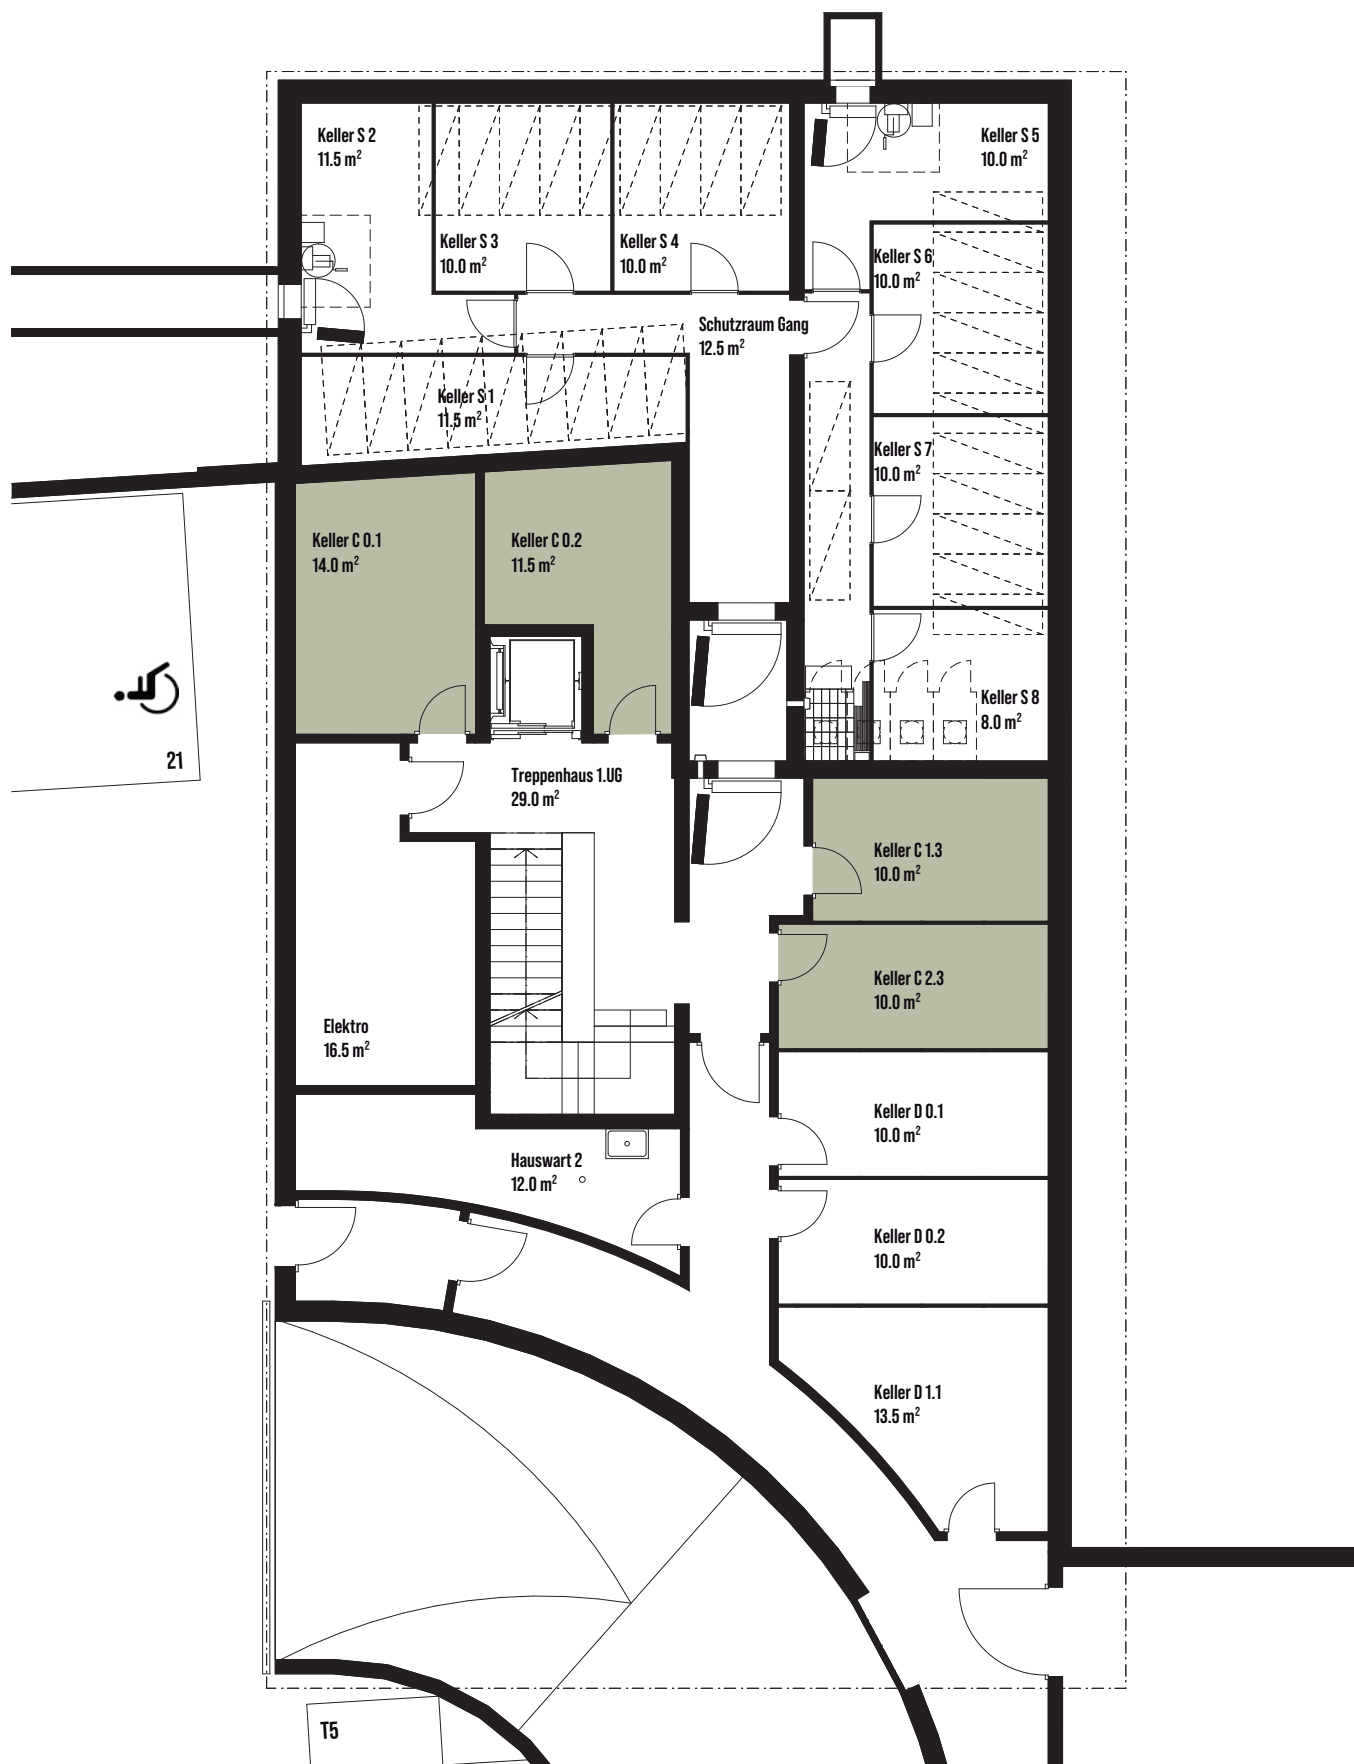 Keller S 2
11.5 m²
Keller S 5
10.0 m²
Keller S 3
10.0 m²
Keller S 4
10.0 m²
Keller S 6
10.0 m²
Schutzraum Gang
12.5 m²
Keller S 1
11.5 m²
Keller S 7
10.0 m²
Keller C 0.1
14.0 m²
Keller C 0.2
11.5 m²
Keller S 8
8.0 m²
21
Treppenhaus 1.UG
29.0 m²
Keller C 1.3
10.0 m²
Keller C 2.3
10.0 m²
Elektro
16.5 m²
Keller D 0.1
10.0 m²
Hauswart 2
12.0 m²
Keller D 0.2
10.0 m²
Keller D 1.1
13.5 m²
T5